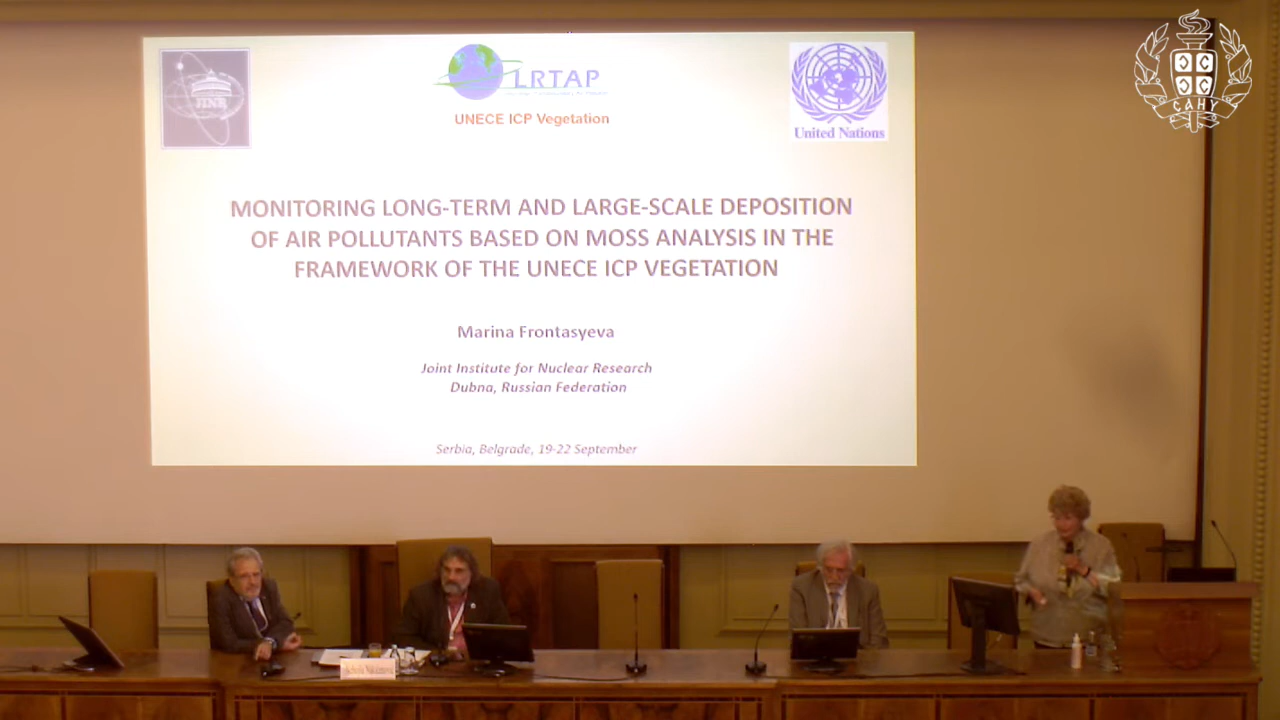 JINR
LRTAP
UNECE ICP Vegetation
United Nations
MONITORING LONG-TERM AND LARGE-SCALE DEPOSITION
OF AIR POLLUTANTS BASED ON MOSS ANALYSIS IN THE
FRAMEWORK OF THE UNECE ICP VEGETATION
Marina Frontasyeva
Joint Institute for Nuclear Research
Dubna, Russian Federation
Serbia, Belgrade, 19-22 September
САНУ